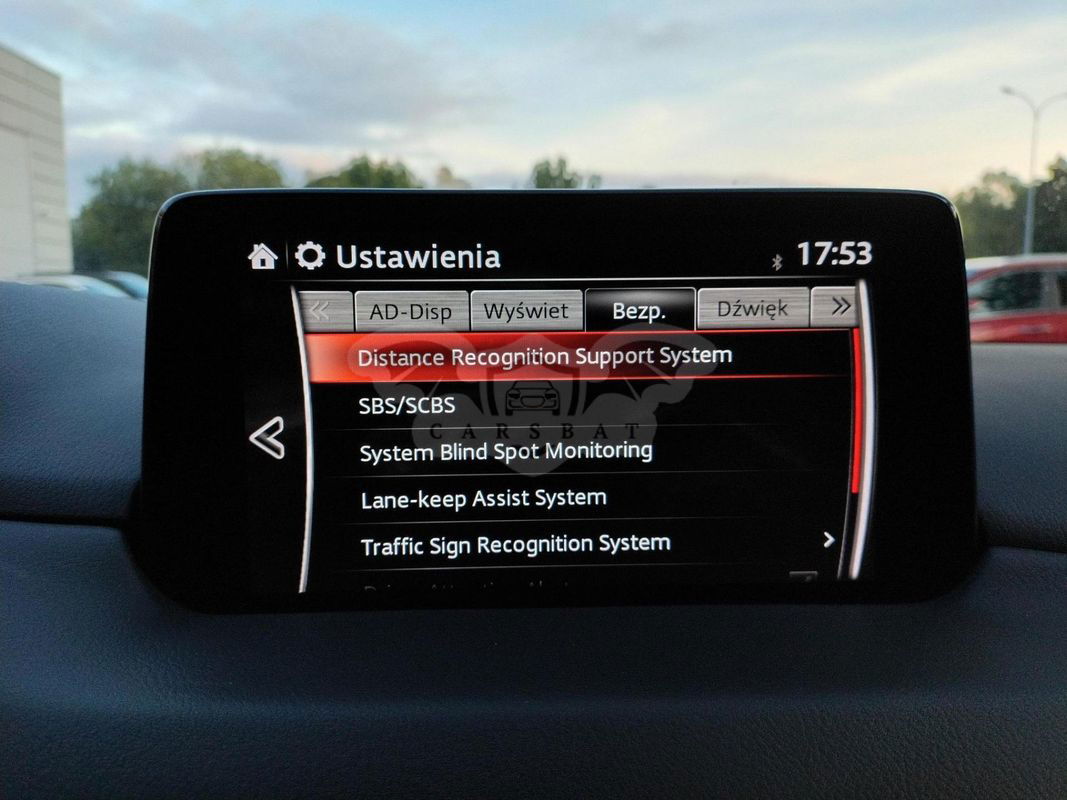 Ustawienia
17:53
AD-Disp
Wyświet
Bezp.
Dźwięk
Distance Recognition Support System
SBS/SCBS
CARSBAT
System Blind Spot Monitoring
Lane-keep Assist System
Traffic Sign Recognition System